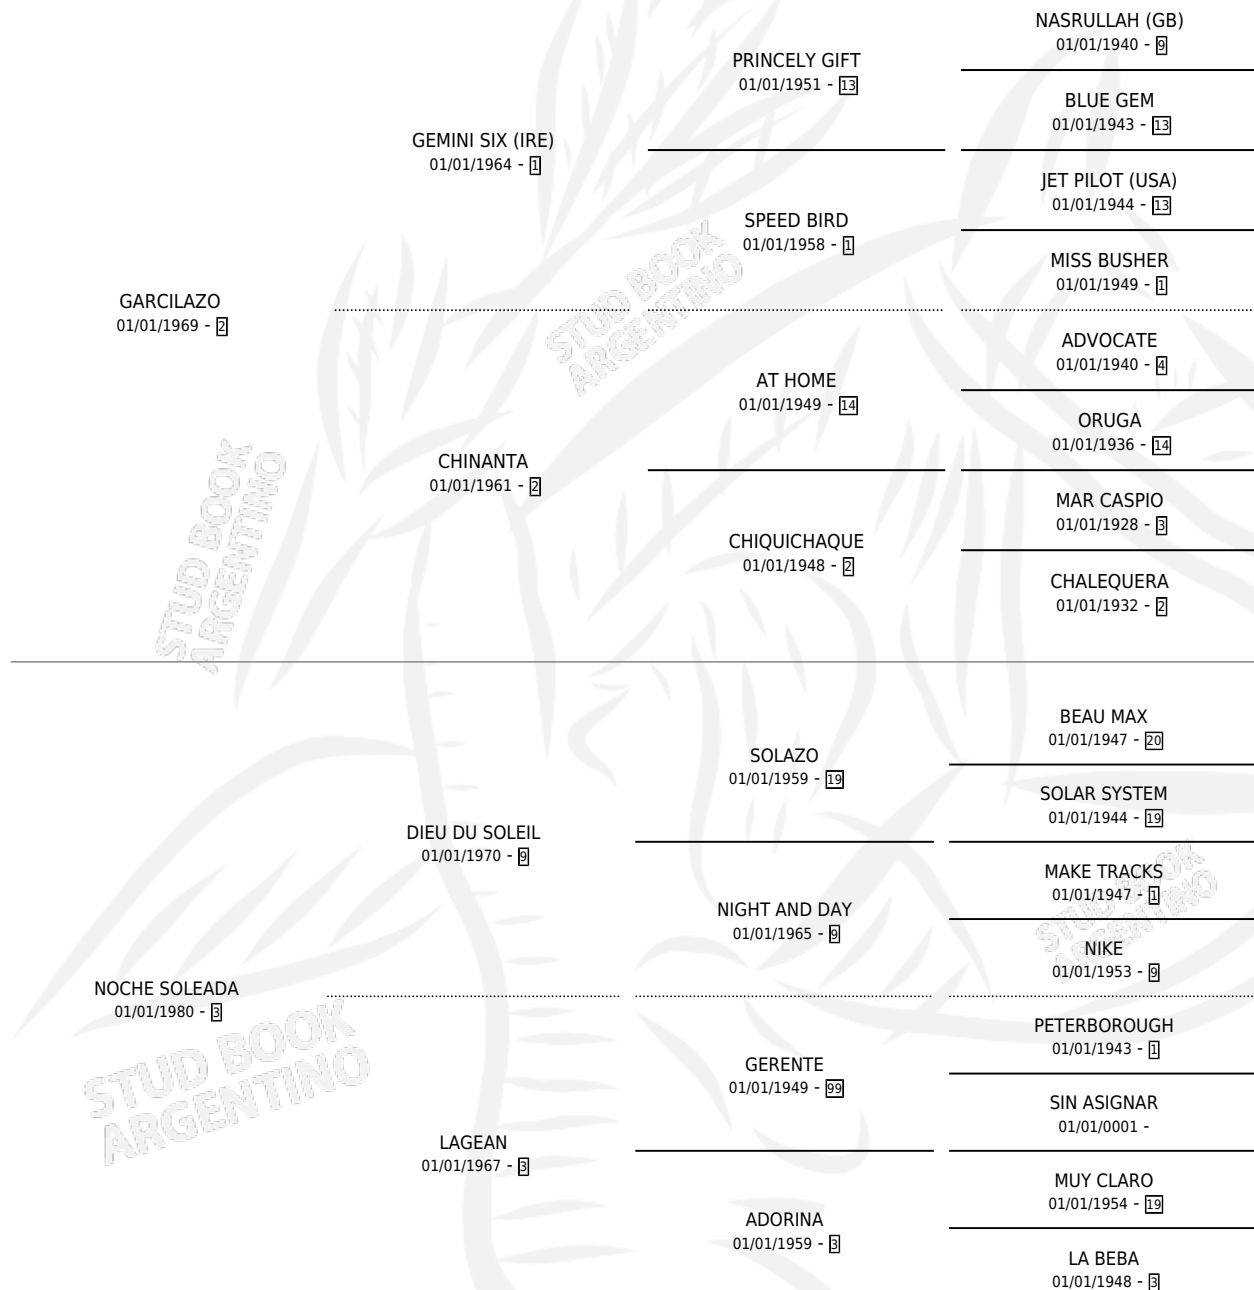 NASRULLAH (GB)
01/01/1940 - 9
PRINCELY GIFT
01/01/1951 - 13
BLUE GEM
01/01/1943 - 13
GEMINI SIX (IRE)
01/01/1964 - 1
JET PILOT (USA)
01/01/1944 - 13
SPEED BIRD
01/01/1958 - 1
MISS BUSHER
01/01/1949 - 1
GARCILAZO
01/01/1969 - 2
ADVOCATE
01/01/1940 - 4
AT HOME
01/01/1949 - 14
ORUGA
01/01/1936 - 14
CHINANTA
01/01/1961 - 2
MAR CASPIO
01/01/1928 - 3
CHIQUICHAQUE
01/01/1948 - 2
CHALEQUERA
01/01/1932 - 2
BEAU MAX
01/01/1947 - 20
SOLAZO
01/01/1959 - 19
SOLAR SYSTEM
01/01/1944 - 19
DIEU DU SOLEIL
01/01/1970 - 9
MAKE TRACKS
01/01/1947 - 1
NIGHT AND DAY
01/01/1965 - 9
NIKE
01/01/1953 - 9
NOCHE SOLEADA
01/01/1980 - 3
PETERBOROUGH
01/01/1943 - 1
GERENTE
01/01/1949 - 99
SIN ASIGNAR
01/01/0001 -
LAGEAN
01/01/1967 - 3
MUY CLARO
01/01/1954 - 19
ADORINA
01/01/1959 - 3
LA BEBA
01/01/1948 - 3
STUD BOOK
ARGENTINO
STUD BOOK
ARGENTINO
STUD BOOK
ARGENTINO
STUD BOOK
ARGENTINO